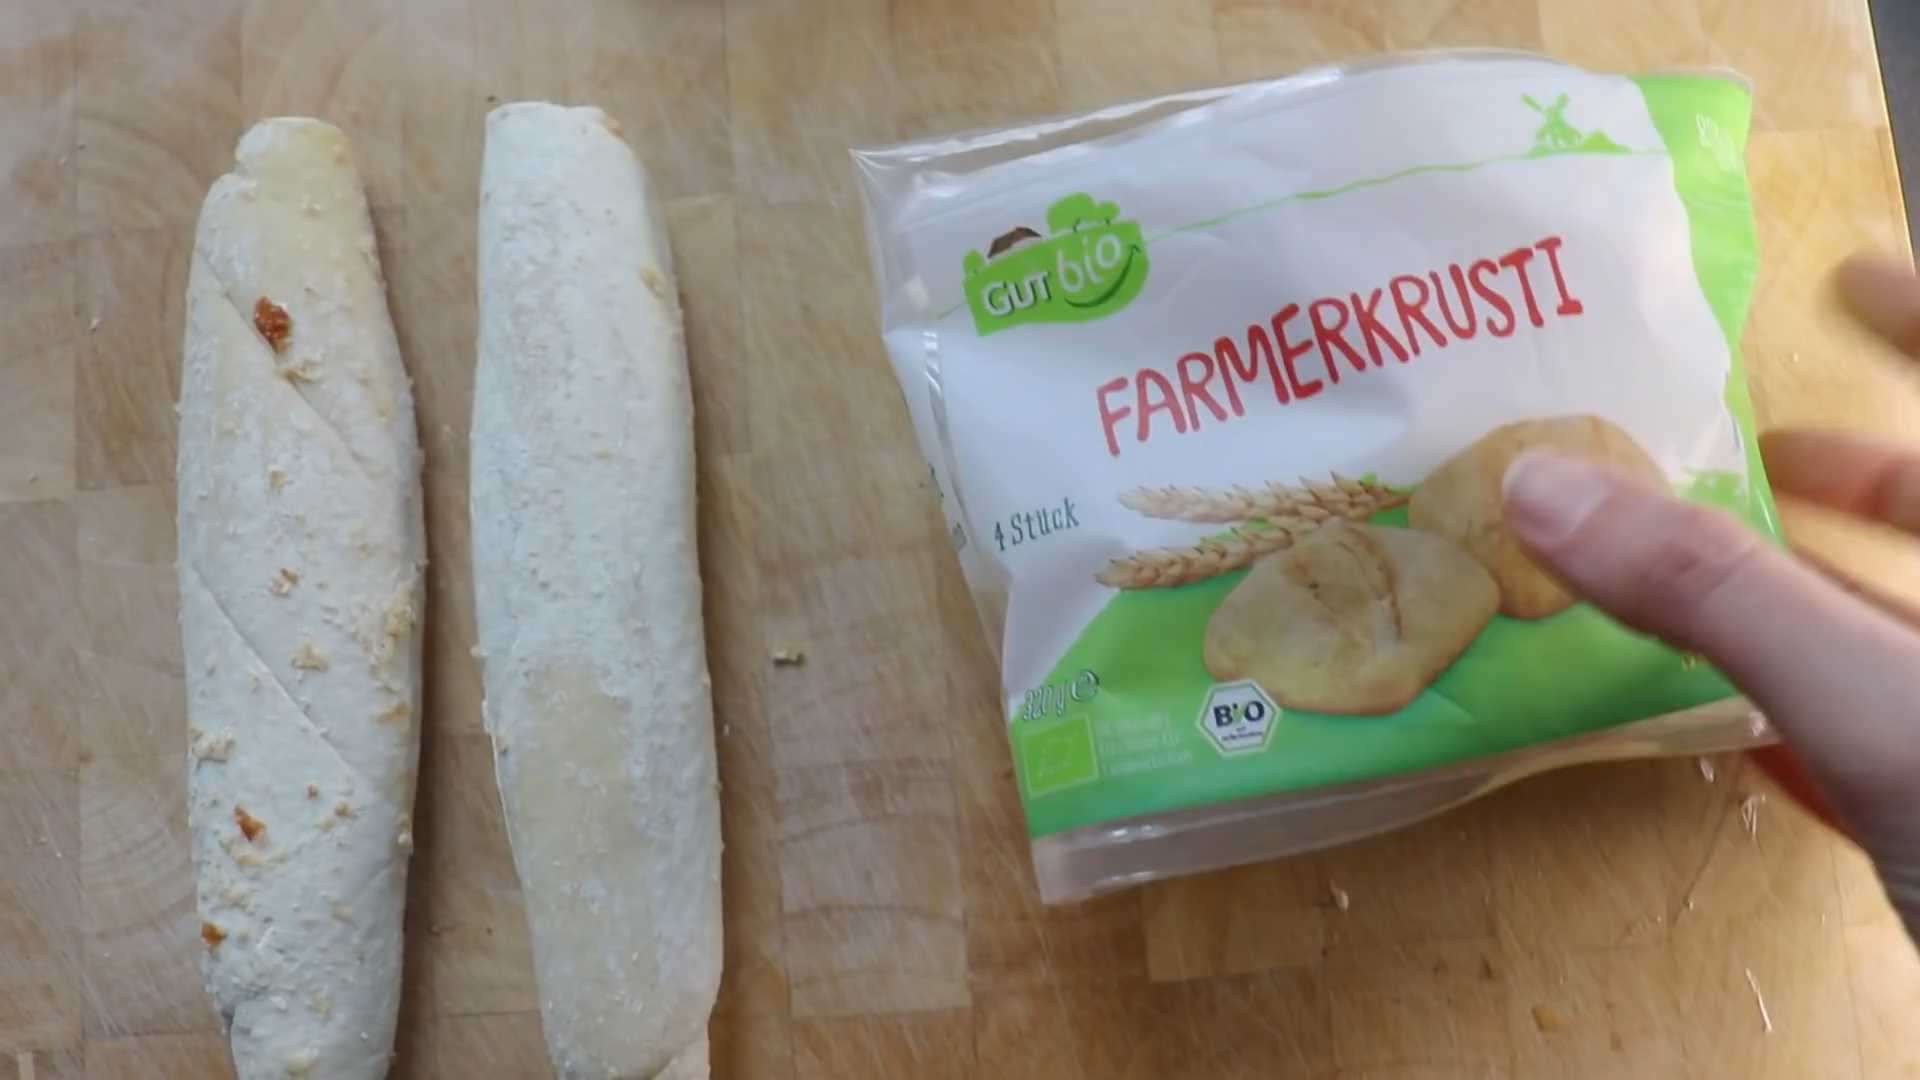 GUT bio
FARMERKRUSTI
4 Stück
320 g e
BIO